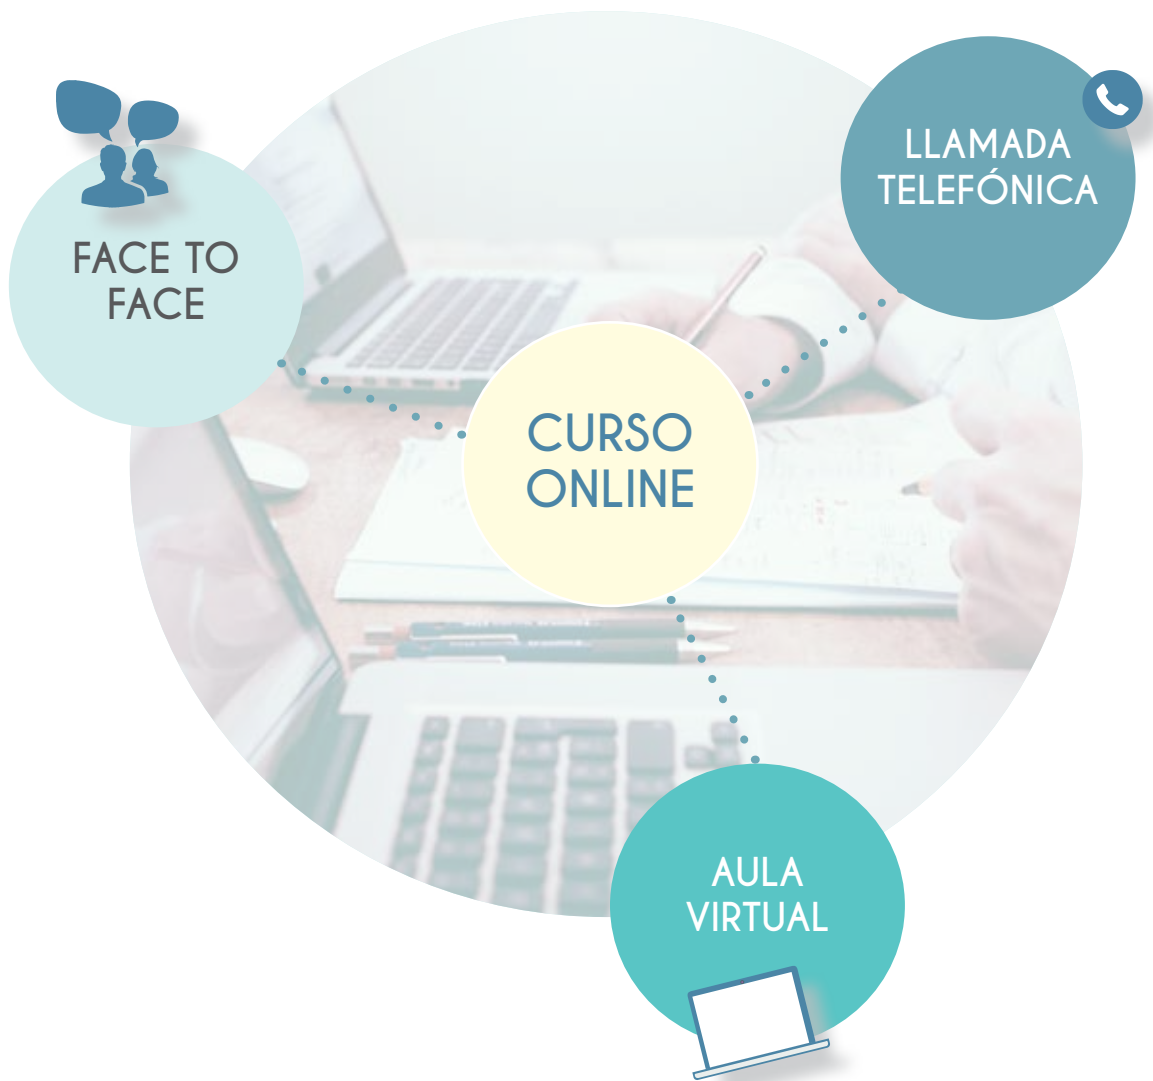 LLAMADA
TELEFÓNICA
FACE TO
FACE
CURSO
ONLINE
AULA
VIRTUAL